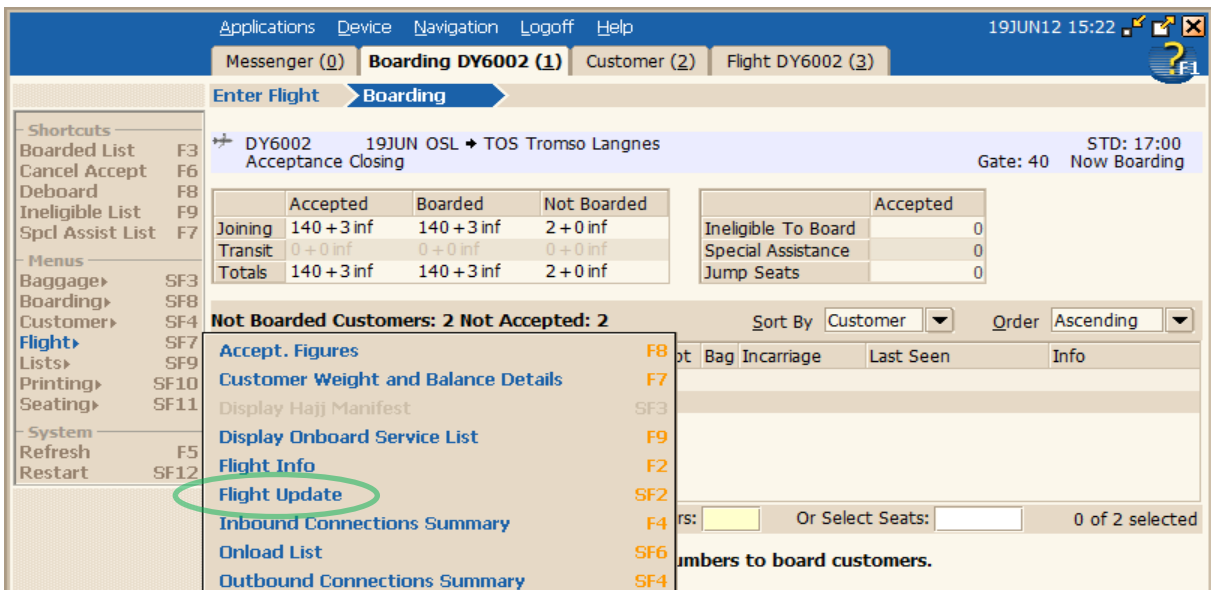 Applications Device Navigation Logoff Help 19JUN12 15:22
Messenger (0) Boarding DY6002 (1) Customer (2) Flight DY6002 (3) ? F1
Enter Flight Boarding
Shortcuts
Boarded List F3
Cancel Accept F6
Deboard F8
Ineligible List F9
Spcl Assist List F7
Menus
Baggage SF3
Boarding SF8
Customer SF4
Flight SF7
Lists SF9
Printing SF10
Seating SF11
System
Refresh F5
Restart SF12
DY6002 19JUN OSL → TOS Tromso Langnes STD: 17:00
Acceptance Closing Gate: 40 Now Boarding
Accepted Boarded Not Boarded
Joining 140 + 3 inf 140 + 3 inf 2 + 0 inf
Transit 0 + 0 inf 0 + 0 inf 0 + 0 inf
Totals 140 + 3 inf 140 + 3 inf 2 + 0 inf
Accepted
Ineligible To Board 0
Special Assistance 0
Jump Seats 0
Not Boarded Customers: 2 Not Accepted: 2 Sort By Customer Order Ascending
Bag Incarriage Last Seen Info
Accept. Figures F8
Customer Weight and Balance Details F7
Display Hajj Manifest SF3
Display Onboard Service List F9
Flight Info F2
Flight Update SF2
Inbound Connections Summary F4
Onload List SF6
Outbound Connections Summary SF4
Or Select Seats: 0 of 2 selected
to board customers.